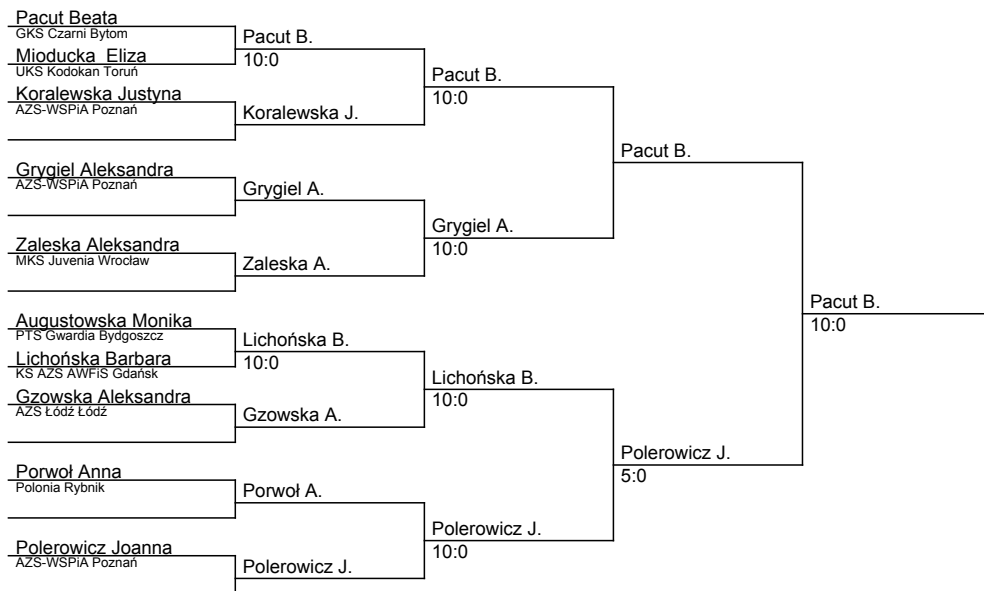 Pacut Beata
GKS Czarni Bytom
Mioducka  Eliza
UKS Kodokan Toruń
Koralewska Justyna
AZS-WSPiA Poznań
Grygiel Aleksandra
AZS-WSPiA Poznań
Zaleska Aleksandra
MKS Juvenia Wrocław
Augustowska Monika
PTS Gwardia Bydgoszcz
Lichońska Barbara
KS AZS AWFiS Gdańsk
Gzowska Aleksandra
AZS Łódź Łódź
Porwoł Anna
Polonia Rybnik
Polerowicz Joanna
AZS-WSPiA Poznań
Pacut B.
10:0
Koralewska J.
Grygiel A.
Zaleska A.
Lichońska B.
10:0
Gzowska A.
Porwoł A.
Polerowicz J.
Pacut B.
10:0
Grygiel A.
10:0
Lichońska B.
10:0
Polerowicz J.
10:0
Pacut B.
Polerowicz J.
5:0
Pacut B.
10:0